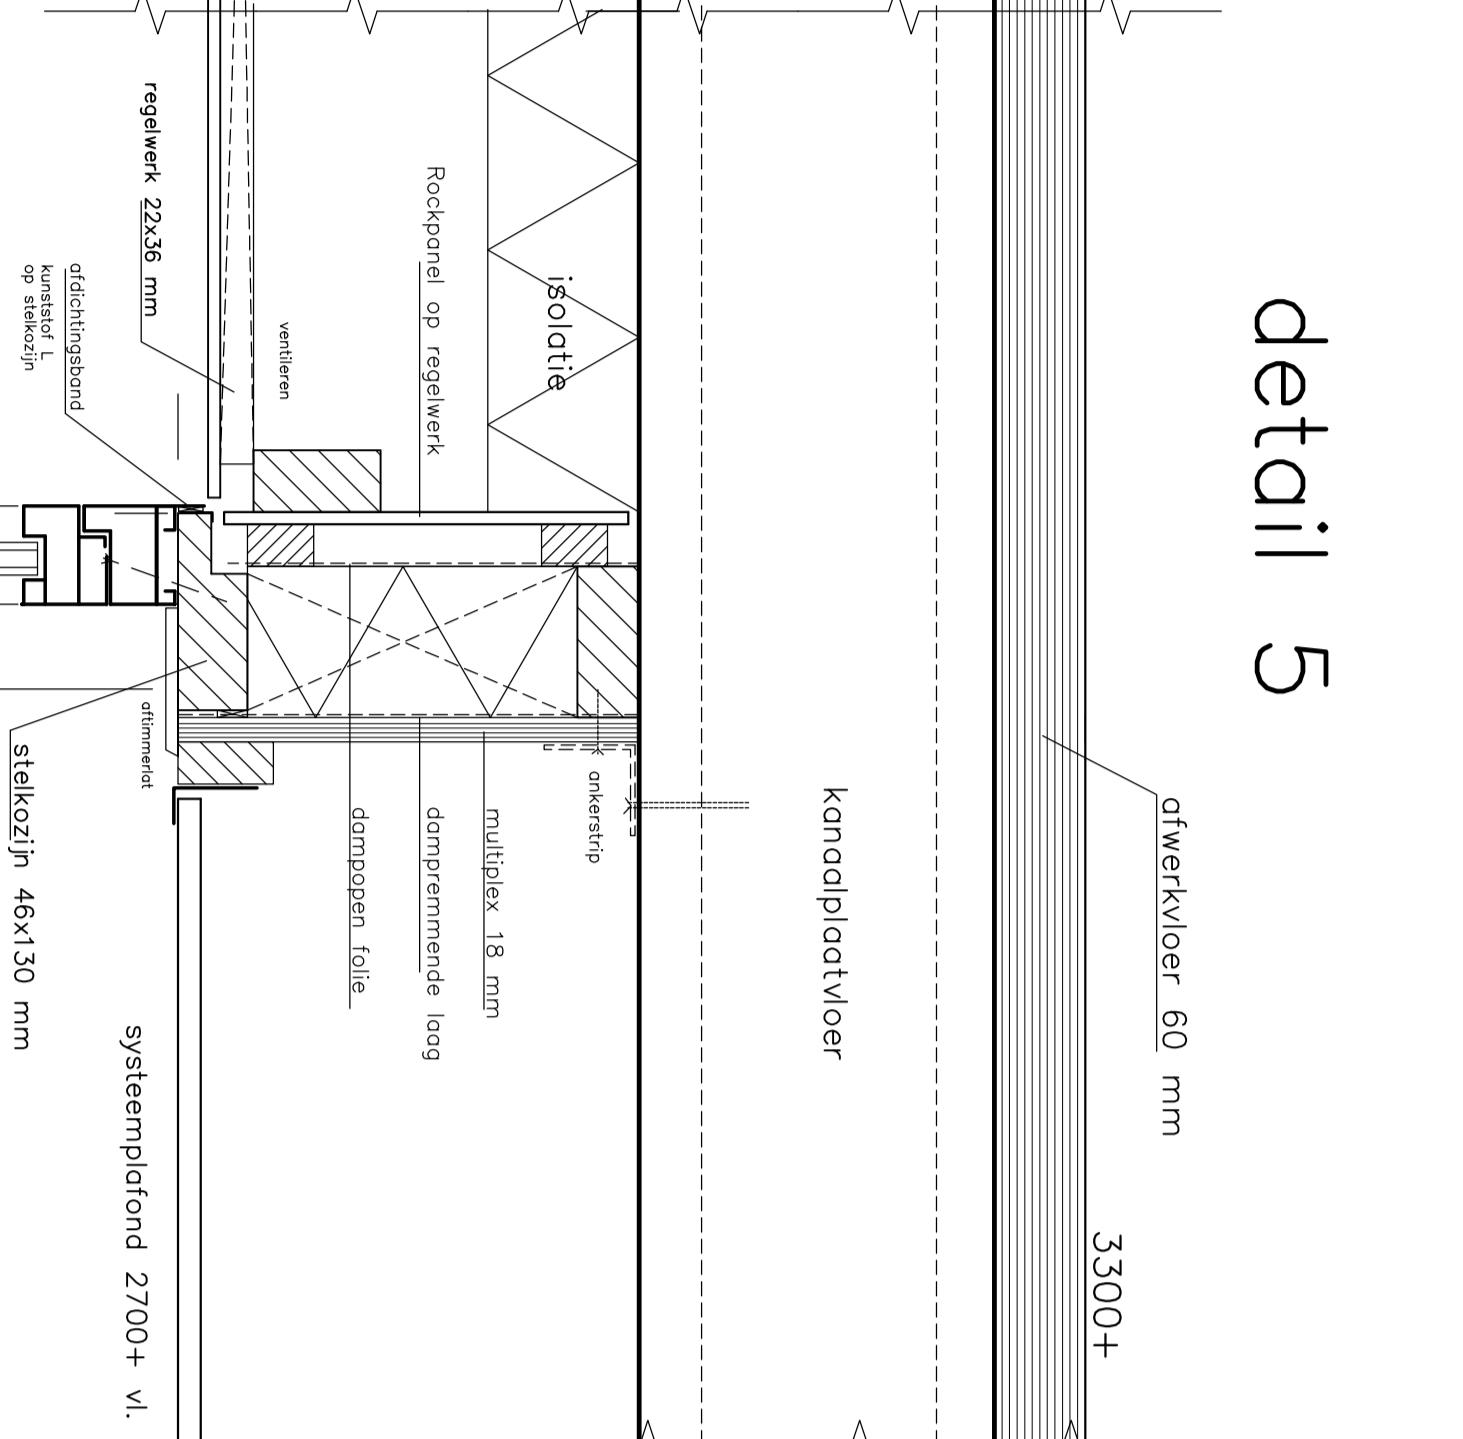 detail 5
afwerkvloer 60 mm
3300+
kanaalplaatvloer
isolatie
ankerstrip
multiplex 18 mm
Rockpanel op regelwerk
dampremmende laag
dampopen folie
ventileren
regelwerk 22x36 mm
aftimmerlat
systeemplafond 2700+ vl.
afdichtingsband
kunststof L
op stelkozijn
stelkozijn 46x130 mm